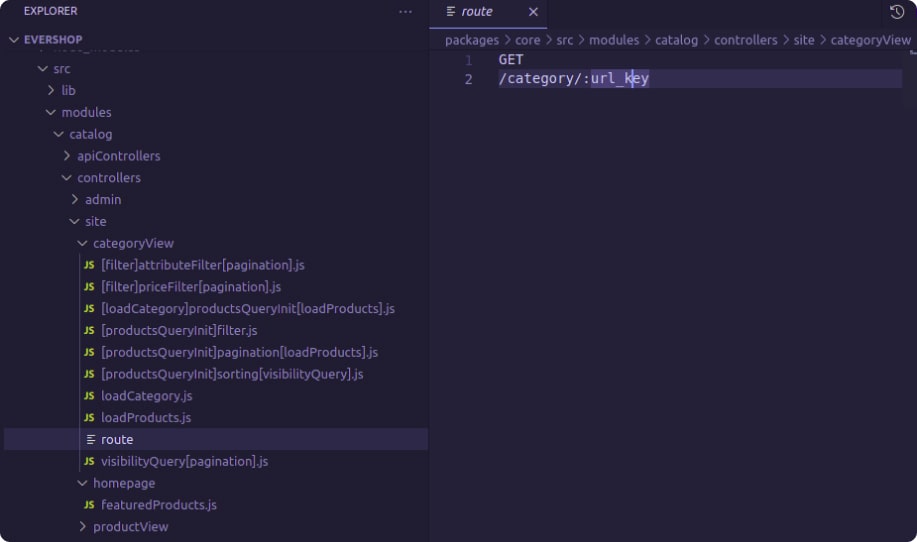 EXPLORER
···
EVERSHOP
src
lib
modules
catalog
apiControllers
controllers
admin
site
categoryView
JS [filter]attributeFilter[pagination].js
JS [filter]priceFilter[pagination].js
JS [loadCategory]productsQueryInit[loadProducts].js
JS [productsQueryInit]filter.js
JS [productsQueryInit]pagination[loadProducts].js
JS [productsQueryInit]sorting[visibilityQuery].js
JS loadCategory.js
JS loadProducts.js
route
JS visibilityQuery[pagination].js
homepage
JS featuredProducts.js
productView
route
packages > core > src > modules > catalog > controllers > site > categoryView
1 GET
2 /category/:url_key